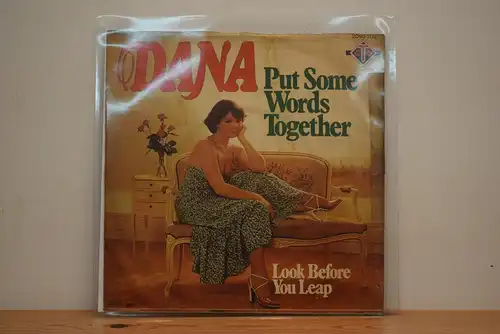 DANA
Put Some
Words
Together
Look Before
You Leap